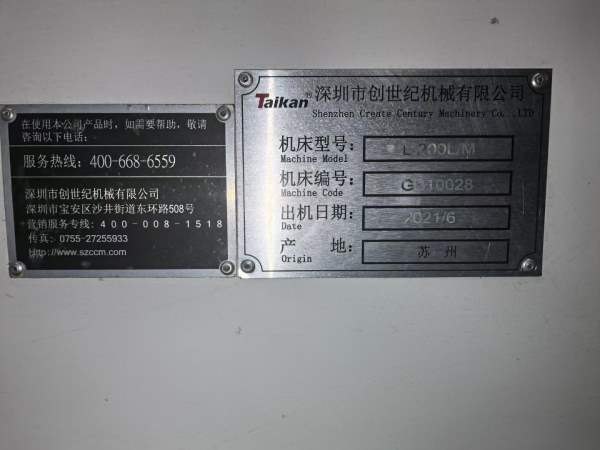 在使用本公司产品时，如需要帮助，敬请
咨询以下电话：
服务热线：400-668-6559
深圳市创世纪机械有限公司
深圳市宝安区沙井街道东环路508号
营销服务专线：400-008-1518
传真：0755-27255933
Http://www.szccm.com
Taikan® 深圳市创世纪机械有限公司
Shenzhen Create Century Machinery Co.,LTD
机床型号：
Machine Model
机床编号：
Machine Code
出机日期： 2021/6
Date
产 地： 苏 州
Origin